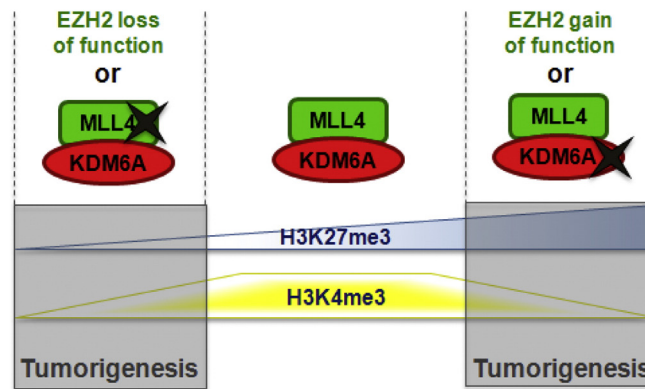 EZH2 loss
of function
or
MLL4
KDM6A
MLL4
KDM6A
EZH2 gain
of function
or
MLL4
KDM6A
H3K27me3
H3K4me3
Tumorigenesis
Tumorigenesis